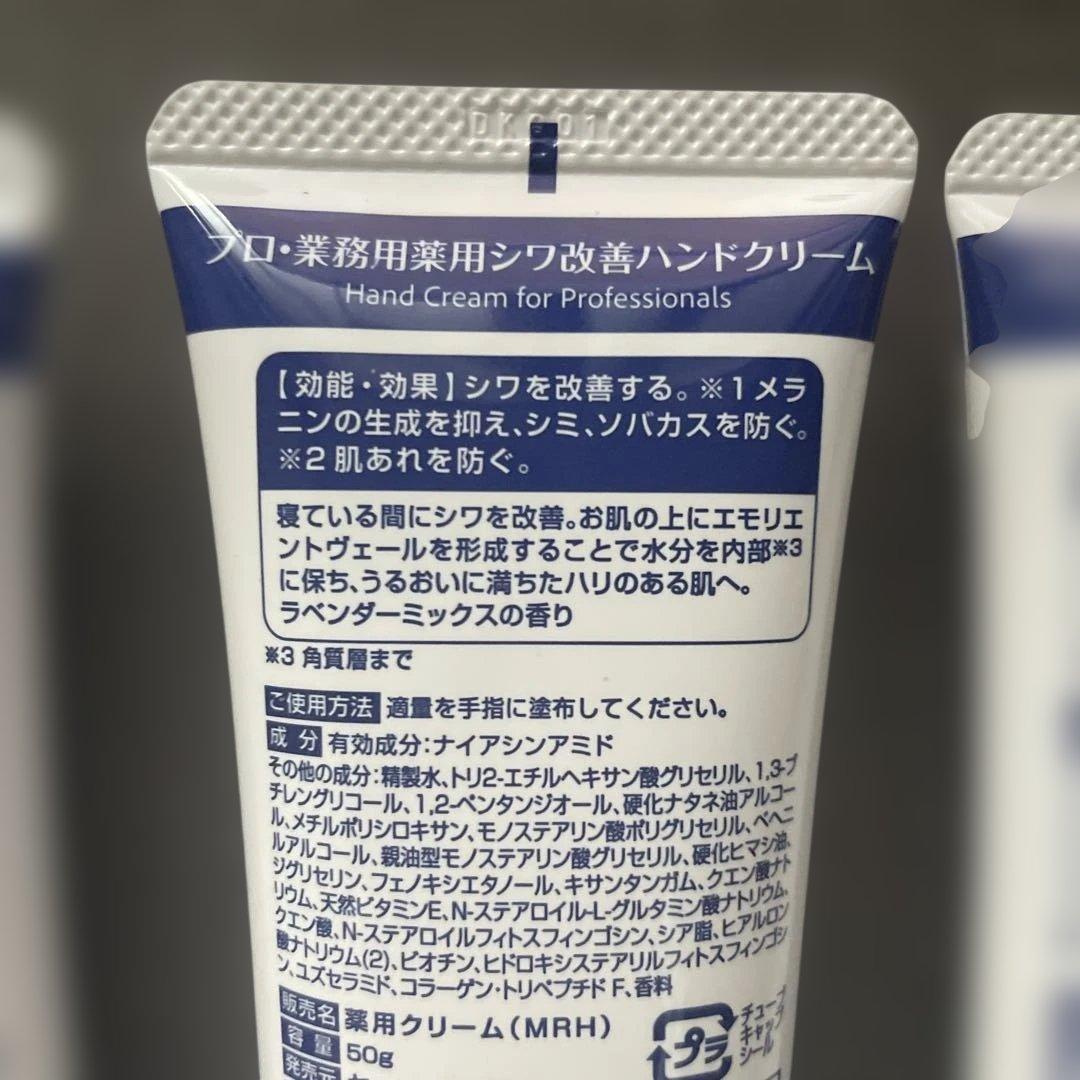 プロ・業務用薬用シワ改善ハンドクリーム
Hand Cream for Professionals
【効能・効果】シワを改善する。※1メラ
ニンの生成を抑え、シミ、ソバカスを防ぐ。
※2 肌あれを防ぐ。
寝ている間にシワを改善。お肌の上にエモリエ
ントヴェールを形成することで水分を内部※3
に保ち、うるおいに満ちたハリのある肌へ。
ラベンダーミックスの香り
※3 角質層まで
ご使用方法 適量を手指に塗布してください。
成分 有効成分:ナイアシンアミド
その他の成分:精製水、トリ2-エチルヘキサン酸グリセリル、1,3-ブ
チレングリコール、1,2-ペンタンジオール、硬化ナタネ油アルコー
ル、メチルポリシロキサン、モノステアリン酸ポリグリセリル、ベヘニ
ルアルコール、親油型モノステアリン酸グリセリル、硬化ヒマシ油、
ジグリセリン、フェノキシエタノール、キサンタンガム、クエン酸ナト
リウム、天然ビタミンE、N-ステアロイル-L-グルタミン酸ナトリウム、
クエン酸、N-ステアロイルフィトスフィンゴシン、シア脂、ヒアルロン
酸ナトリウム(2)、ビオチン、ヒドロキシステアリルフィトスフィンゴシ
ン、ユズセラミド、コラーゲン・トリペプチド F、香料
販売名 薬用クリーム(MRH)
容量 50g
発売元
プラ
チューブ
キャップ
シール